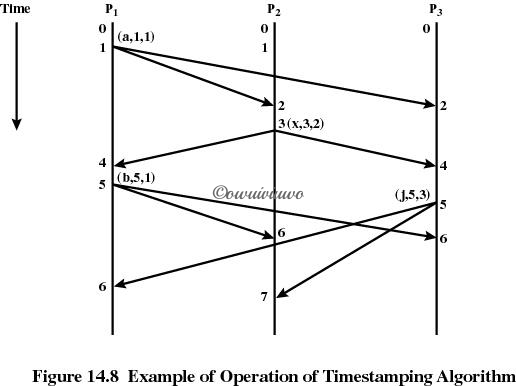 Time P1 P2 P3
0 0 0
1 (a,1,1) 1
2 2
3 (x,3,2)
4 4
5 (b,5,1) (j,5,3) 5
©owuivuwo
6 6
6 7
Figure 14.8 Example of Operation of Timestamping Algorithm